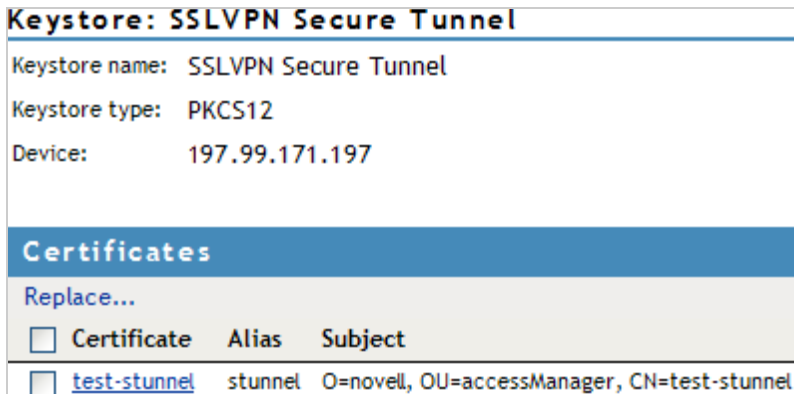 Keystore: SSLVPN Secure Tunnel
Keystore name: SSLVPN Secure Tunnel
Keystore type: PKCS12
Device: 197.99.171.197
Certificates
Replace...
Certificate Alias Subject
test-stunnel stunnel O=novell, OU=accessManager, CN=test-stunnel